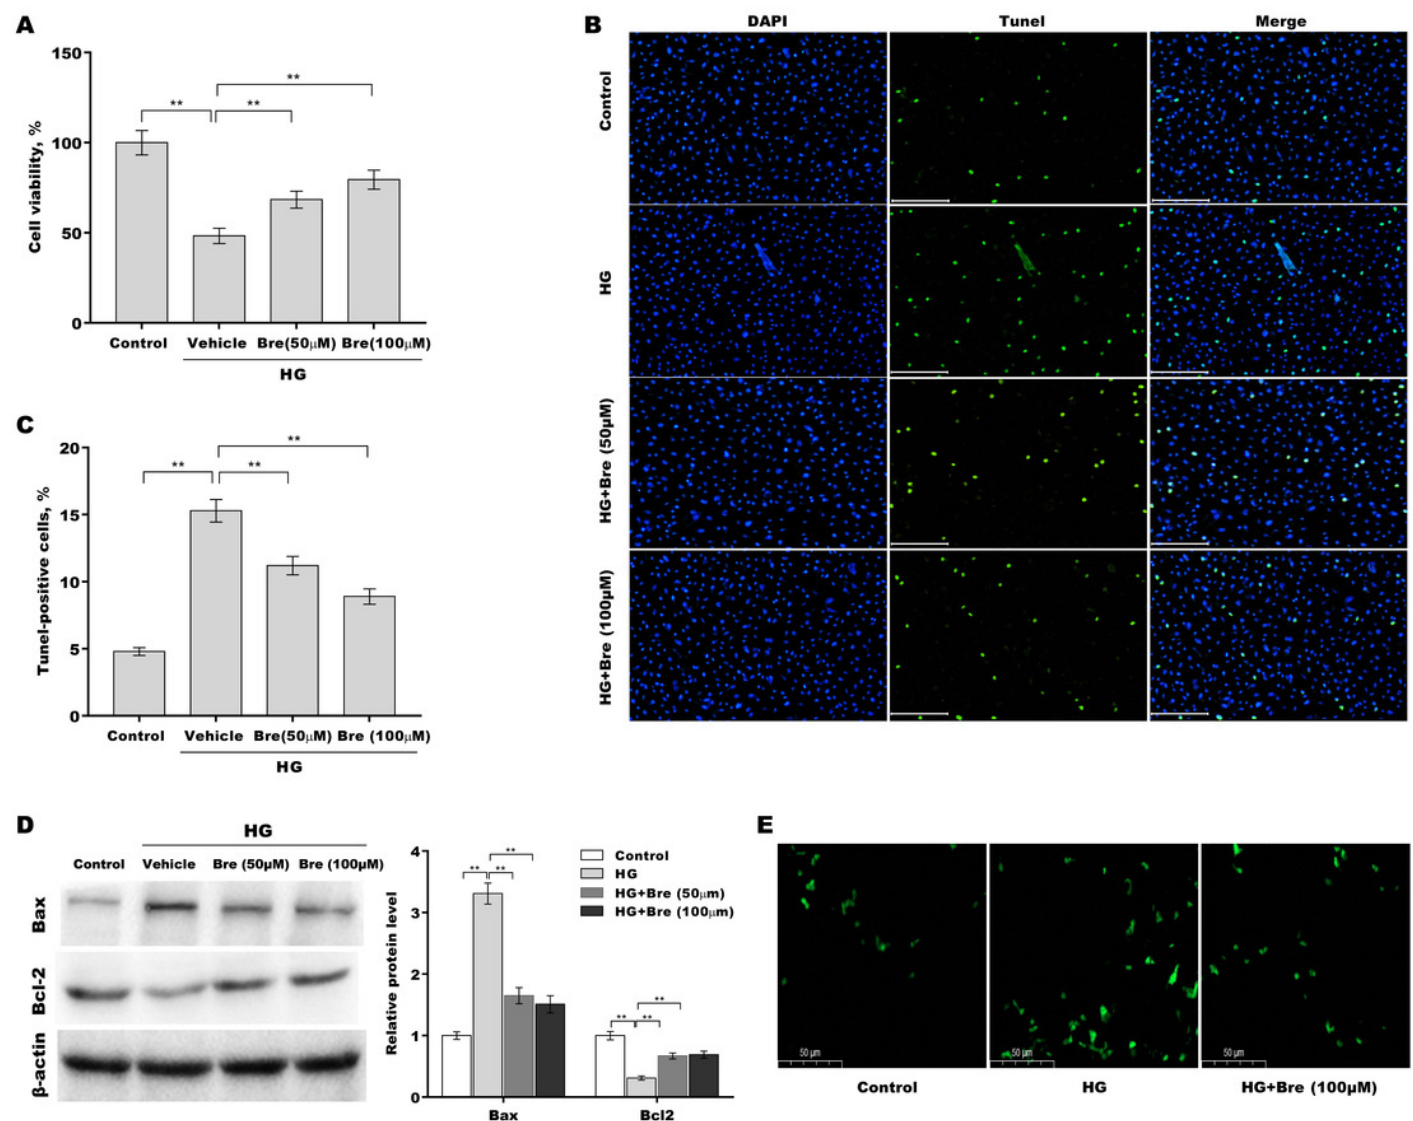 A
150
100
50
0
Cell viability, %
**
**
**
Control
Vehicle
Bre(50µM)
Bre(100µM)
HG
B
DAPI
Tunel
Merge
Control
HG
HG+Bre (50µM)
HG+Bre (100µM)
C
20
15
10
5
0
Tunel-positive cells, %
**
**
**
Control
Vehicle
Bre(50µM)
Bre (100µM)
HG
D
HG
Control
Vehicle
Bre (50µM)
Bre (100µM)
Bax
Bcl-2
β-actin
4
3
2
1
0
Relative protein level
**
**
**
**
**
**
Control
HG
HG+Bre (50µm)
HG+Bre (100µm)
Bax
Bcl2
E
50 µm
50 µm
50 µm
Control
HG
HG+Bre (100µM)